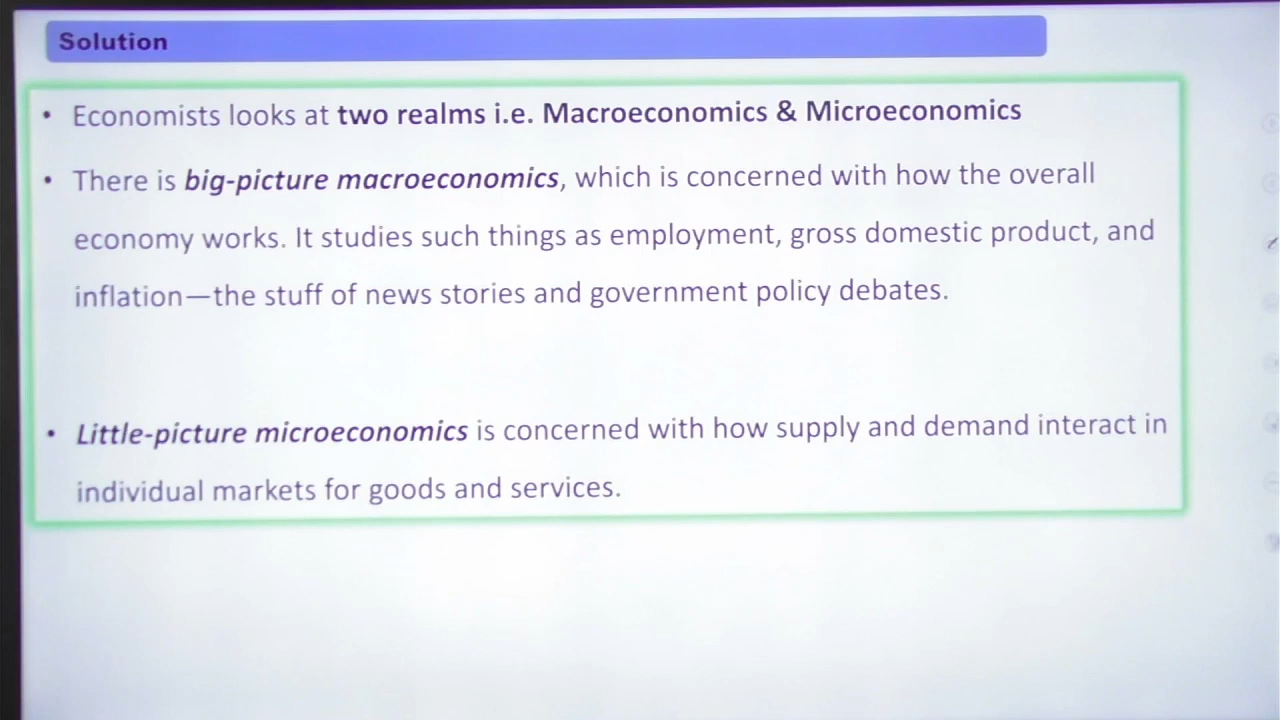 Solution
• Economists looks at two realms i.e. Macroeconomics & Microeconomics
• There is big-picture macroeconomics, which is concerned with how the overall
economy works. It studies such things as employment, gross domestic product, and
inflation—the stuff of news stories and government policy debates.
• Little-picture microeconomics is concerned with how supply and demand interact in
individual markets for goods and services.